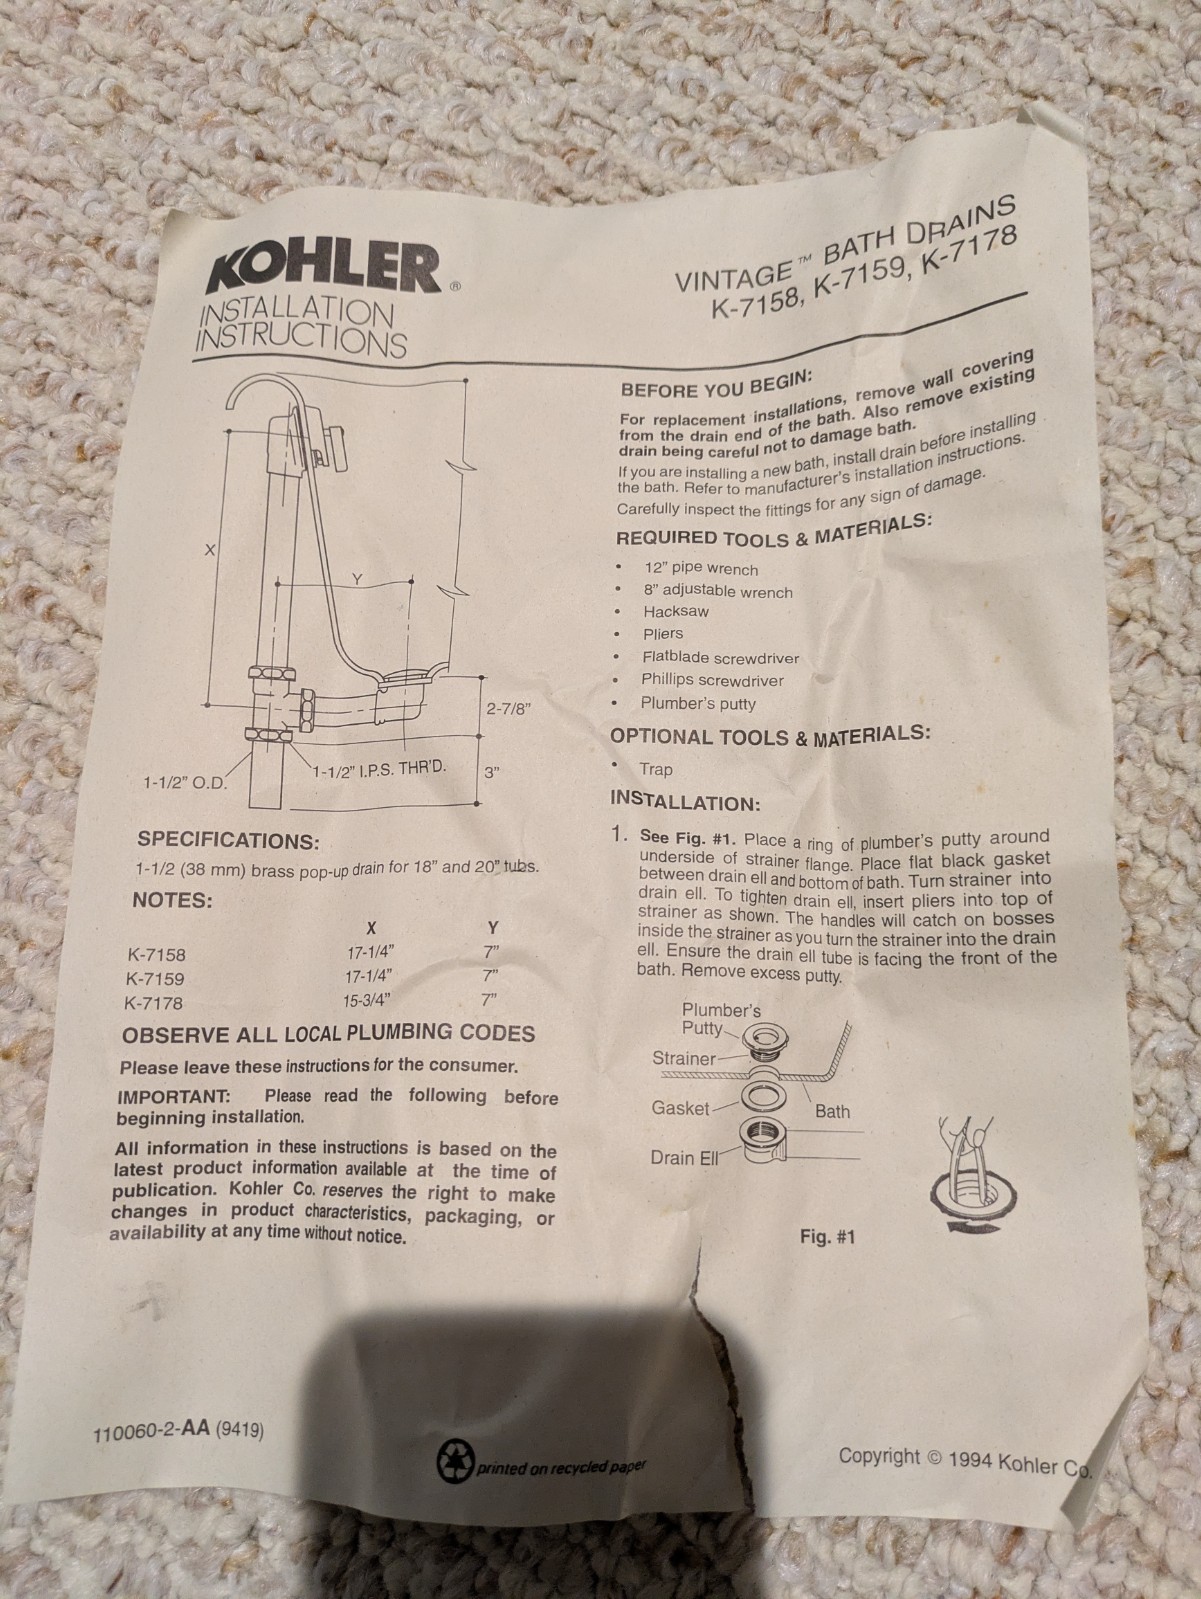 KOHLER®
INSTALLATION
INSTRUCTIONS
VINTAGE™ BATH DRAINS
K-7158, K-7159, K-7178
X
Y
2-7/8"
1-1/2" O.D.
1-1/2" I.P.S. THR'D.
3"
SPECIFICATIONS:
1-1/2 (38 mm) brass pop-up drain for 18" and 20" tubs.
NOTES:
X Y
K-7158 17-1/4" 7"
K-7159 17-1/4" 7"
K-7178 15-3/4" 7"
OBSERVE ALL LOCAL PLUMBING CODES
Please leave these instructions for the consumer.
IMPORTANT: Please read the following before
beginning installation.
All information in these instructions is based on the
latest product information available at the time of
publication. Kohler Co. reserves the right to make
changes in product characteristics, packaging, or
availability at any time without notice.
BEFORE YOU BEGIN:
For replacement installations, remove wall covering
from the drain end of the bath. Also remove existing
drain being careful not to damage bath.
If you are installing a new bath, install drain before installing
the bath. Refer to manufacturer's installation instructions.
Carefully inspect the fittings for any sign of damage.
REQUIRED TOOLS & MATERIALS:
• 12" pipe wrench
• 8" adjustable wrench
• Hacksaw
• Pliers
• Flatblade screwdriver
• Phillips screwdriver
• Plumber's putty
OPTIONAL TOOLS & MATERIALS:
• Trap
INSTALLATION:
1. See Fig. #1. Place a ring of plumber's putty around
underside of strainer flange. Place flat black gasket
between drain ell and bottom of bath. Turn strainer into
drain ell. To tighten drain ell, insert pliers into top of
strainer as shown. The handles will catch on bosses
inside the strainer as you turn the strainer into the drain
ell. Ensure the drain ell tube is facing the front of the
bath. Remove excess putty.
Plumber's
Putty
Strainer
Gasket
Bath
Drain Ell
Fig. #1
110060-2-AA (9419)
printed on recycled paper
Copyright © 1994 Kohler Co.